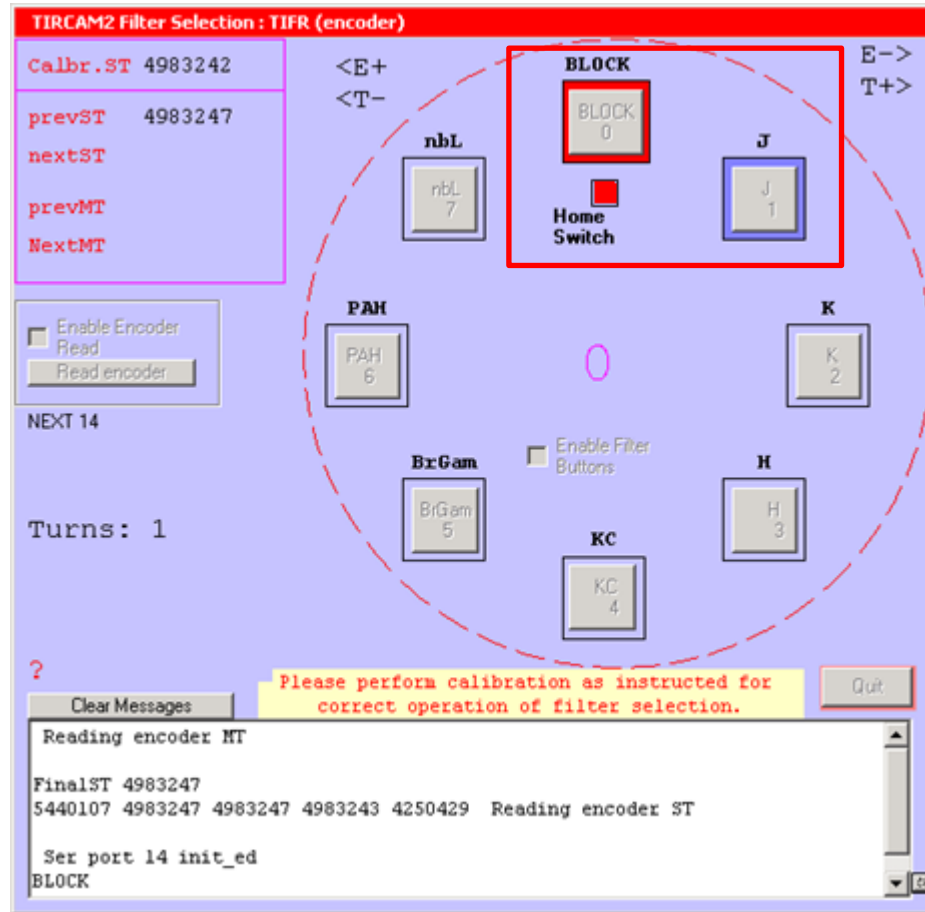 TIRCAM2 Filter Selection : TIFR (encoder)
Calbr.ST 4983242
prevST 4983247
nextST
prevMT
NextMT
<E+
<T-
E->
T+>
BLOCK
BLOCK
0
J
J
1
Home
Switch
nbL
nbL
7
PAH
PAH
6
K
K
2
Enable Encoder
Read
Read encoder
NEXT 14
0
Enable Filter
Buttons
BrGam
BrGam
5
H
H
3
Turns: 1
KC
KC
4
?
Please perform calibration as instructed for
correct operation of filter selection.
Quit
Clear Messages
Reading encoder MT
FinalST 4983247
5440107 4983247 4983247 4983243 4250429 Reading encoder ST
Ser port 14 init_ed
BLOCK